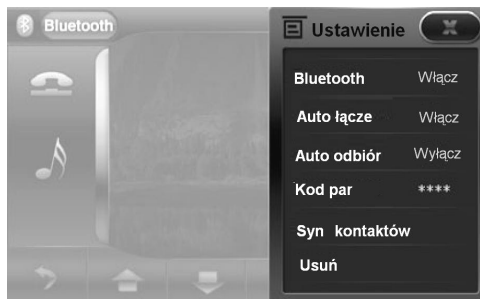 Bluetooth
Ustawienie
Bluetooth Włącz
Auto łącze Włącz
Auto odbiór Wyłącz
Kod par ****
Syn kontaktów
Usuń